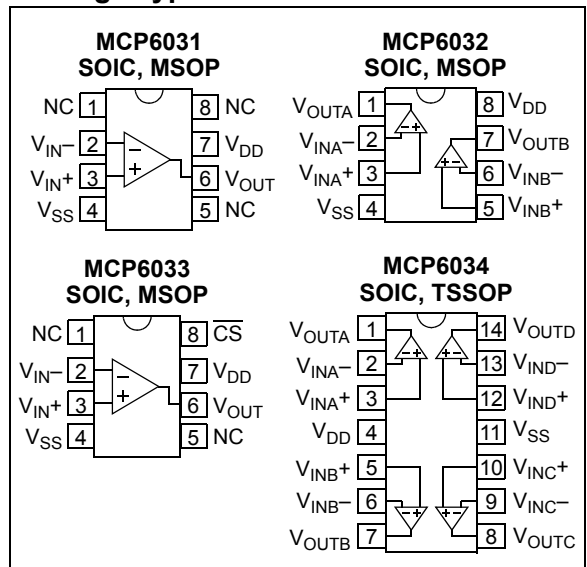 MCP6031
SOIC, MSOP
NC 1 8 NC
VIN– 2 7 VDD
VIN+ 3 6 VOUT
VSS 4 5 NC
– +
MCP6032
SOIC, MSOP
VOUTA 1 8 VDD
VINA– 2 7 VOUTB
VINA+ 3 6 VINB–
VSS 4 5 VINB+
-+ +-
MCP6033
SOIC, MSOP
NC 1 8 C̅S̅
VIN– 2 7 VDD
VIN+ 3 6 VOUT
VSS 4 5 NC
– +
MCP6034
SOIC, TSSOP
VOUTA 1 14 VOUTD
VINA– 2 13 VIND–
VINA+ 3 12 VIND+
VDD 4 11 VSS
VINB+ 5 10 VINC+
VINB– 6 9 VINC–
VOUTB 7 8 VOUTC
-+ +-
-+ +-